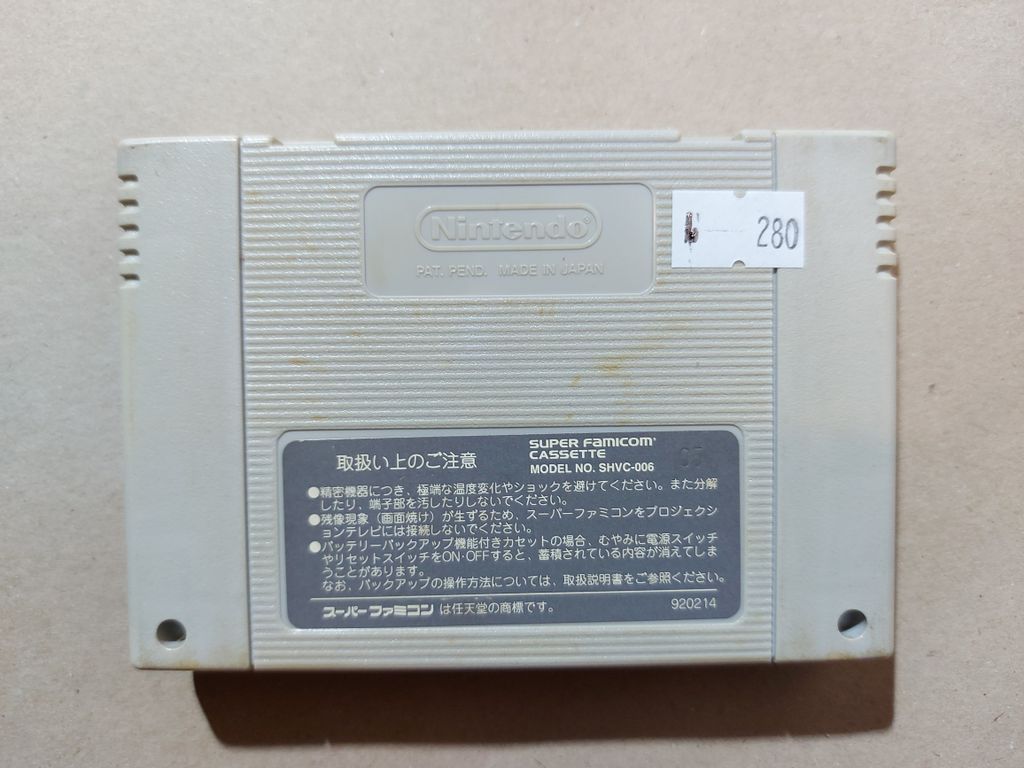 Nintendo®
PAT. PEND. MADE IN JAPAN
280
取扱い上のご注意
SUPER FAMICOM
CASSETTE
MODEL NO. SHVC-006
●精密機器につき、極端な温度変化やショックを避けてください。また分解
したり、端子部を汚したりしないでください。
●残像現象（画面焼け）が生ずるため、スーパーファミコンをプロジェクシ
ョンテレビには接続しないでください。
●バッテリーバックアップ機能付きカセットの場合、むやみに電源スイッチ
やリセットスイッチをON·OFFすると、蓄積されている内容が消えてしま
うことがあります。
なお、バックアップの操作方法については、取扱説明書をご参照ください。
スーパーファミコン は任天堂の商標です。
920214